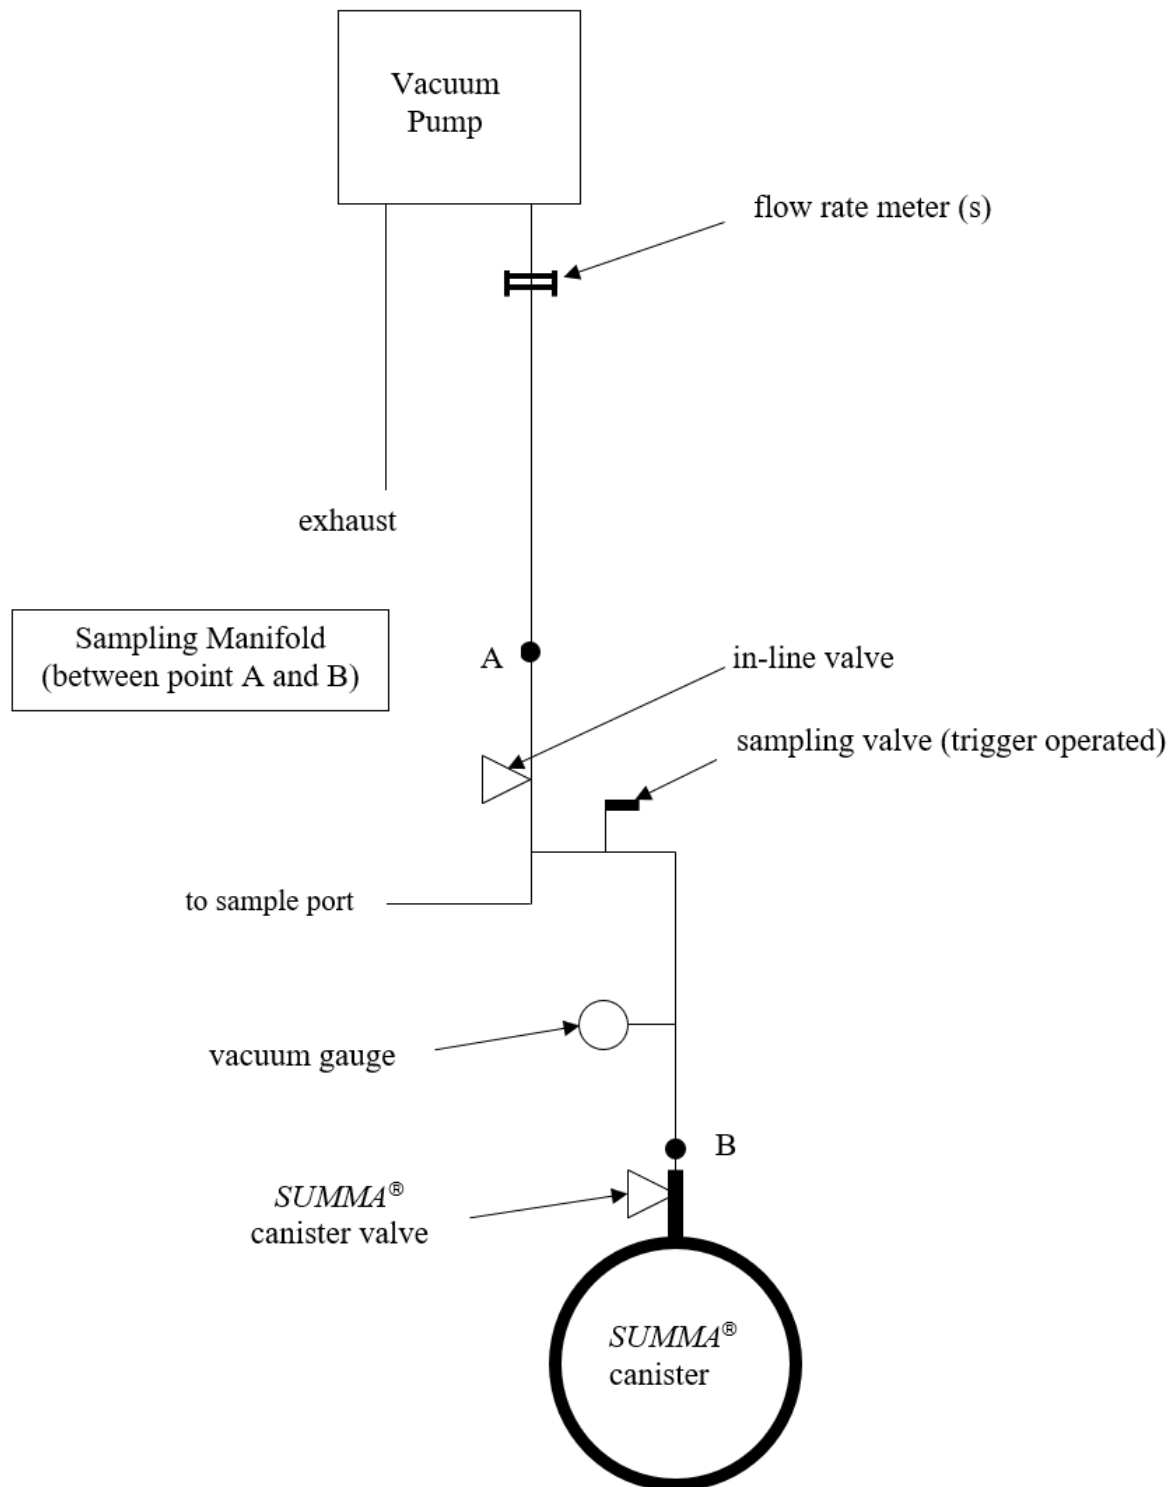 Vacuum
Pump
flow rate meter (s)
exhaust
Sampling Manifold
(between point A and B)
A
in-line valve
sampling valve (trigger operated)
to sample port
vacuum gauge
B
SUMMA®
canister valve
SUMMA®
canister